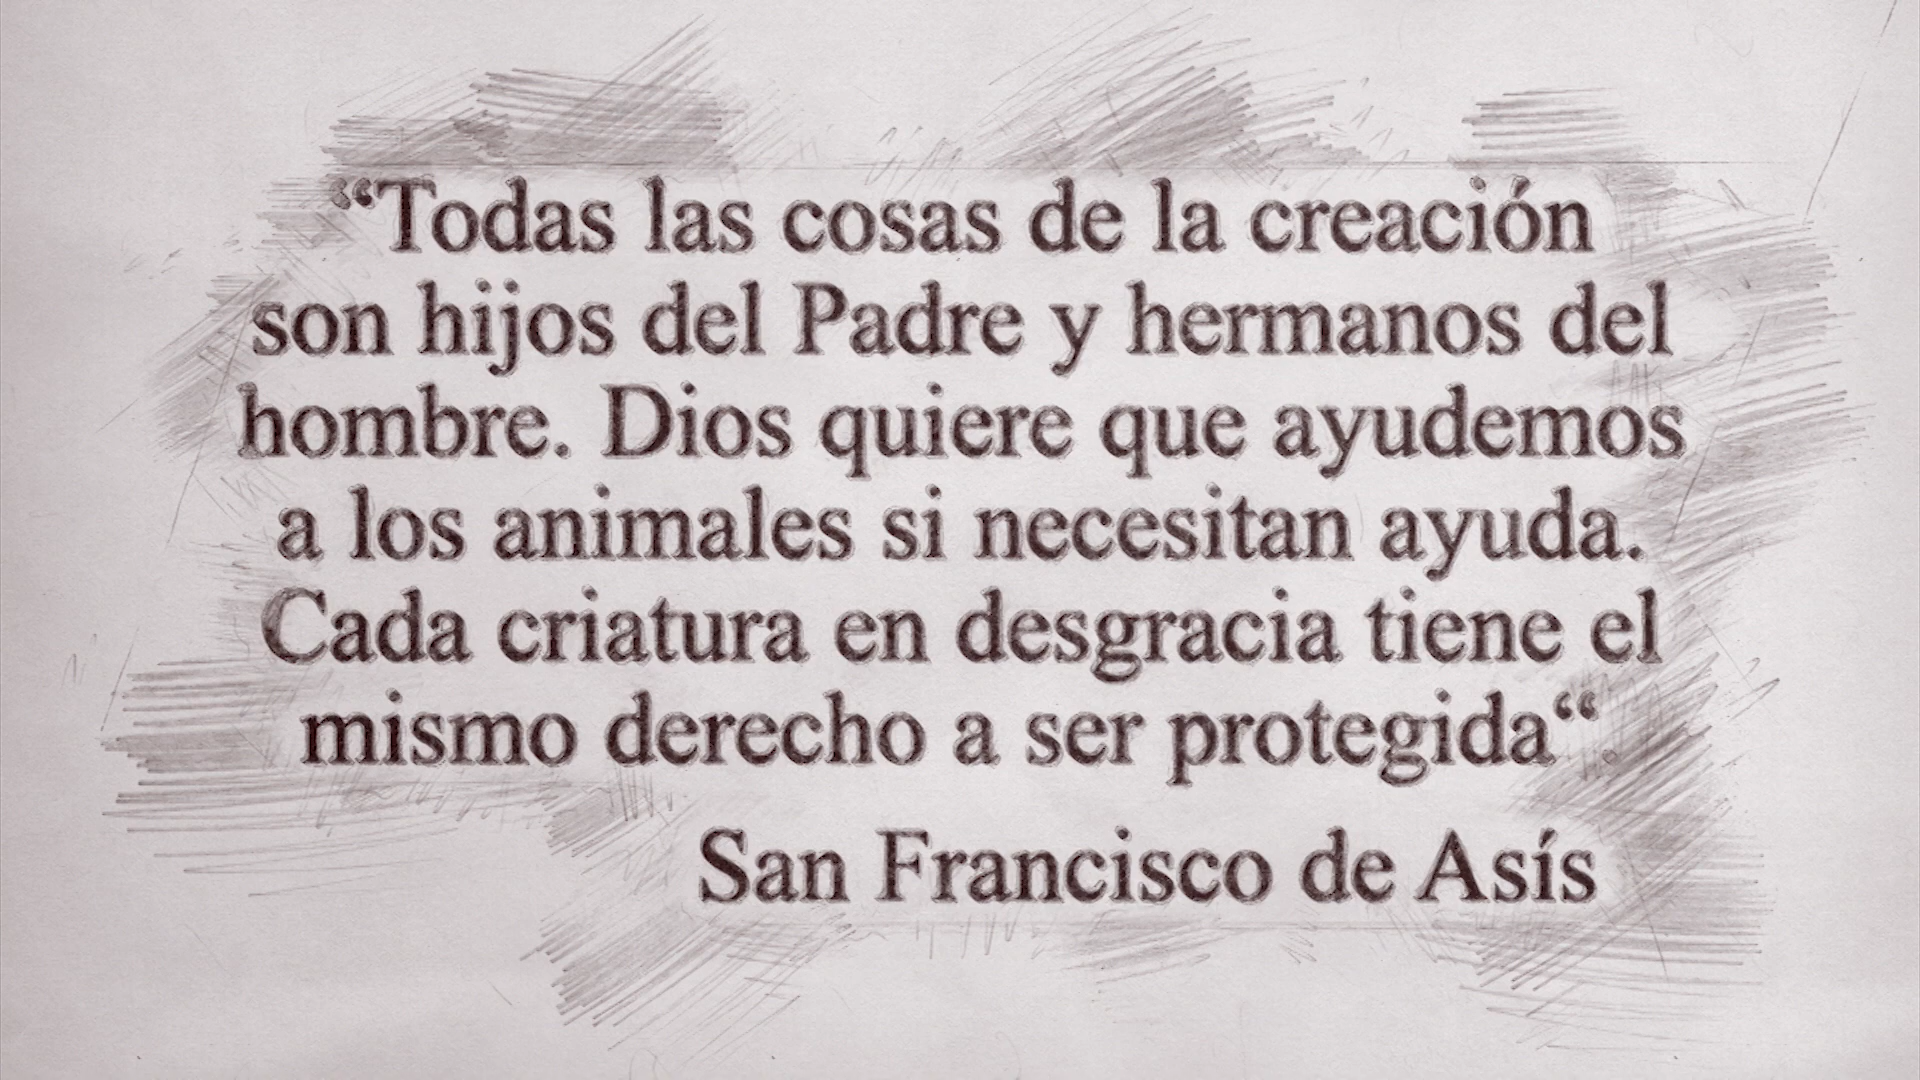 “Todas las cosas de la creación
son hijos del Padre y hermanos del
hombre. Dios quiere que ayudemos
a los animales si necesitan ayuda.
Cada criatura en desgracia tiene el
mismo derecho a ser protegida“.
San Francisco de Asís